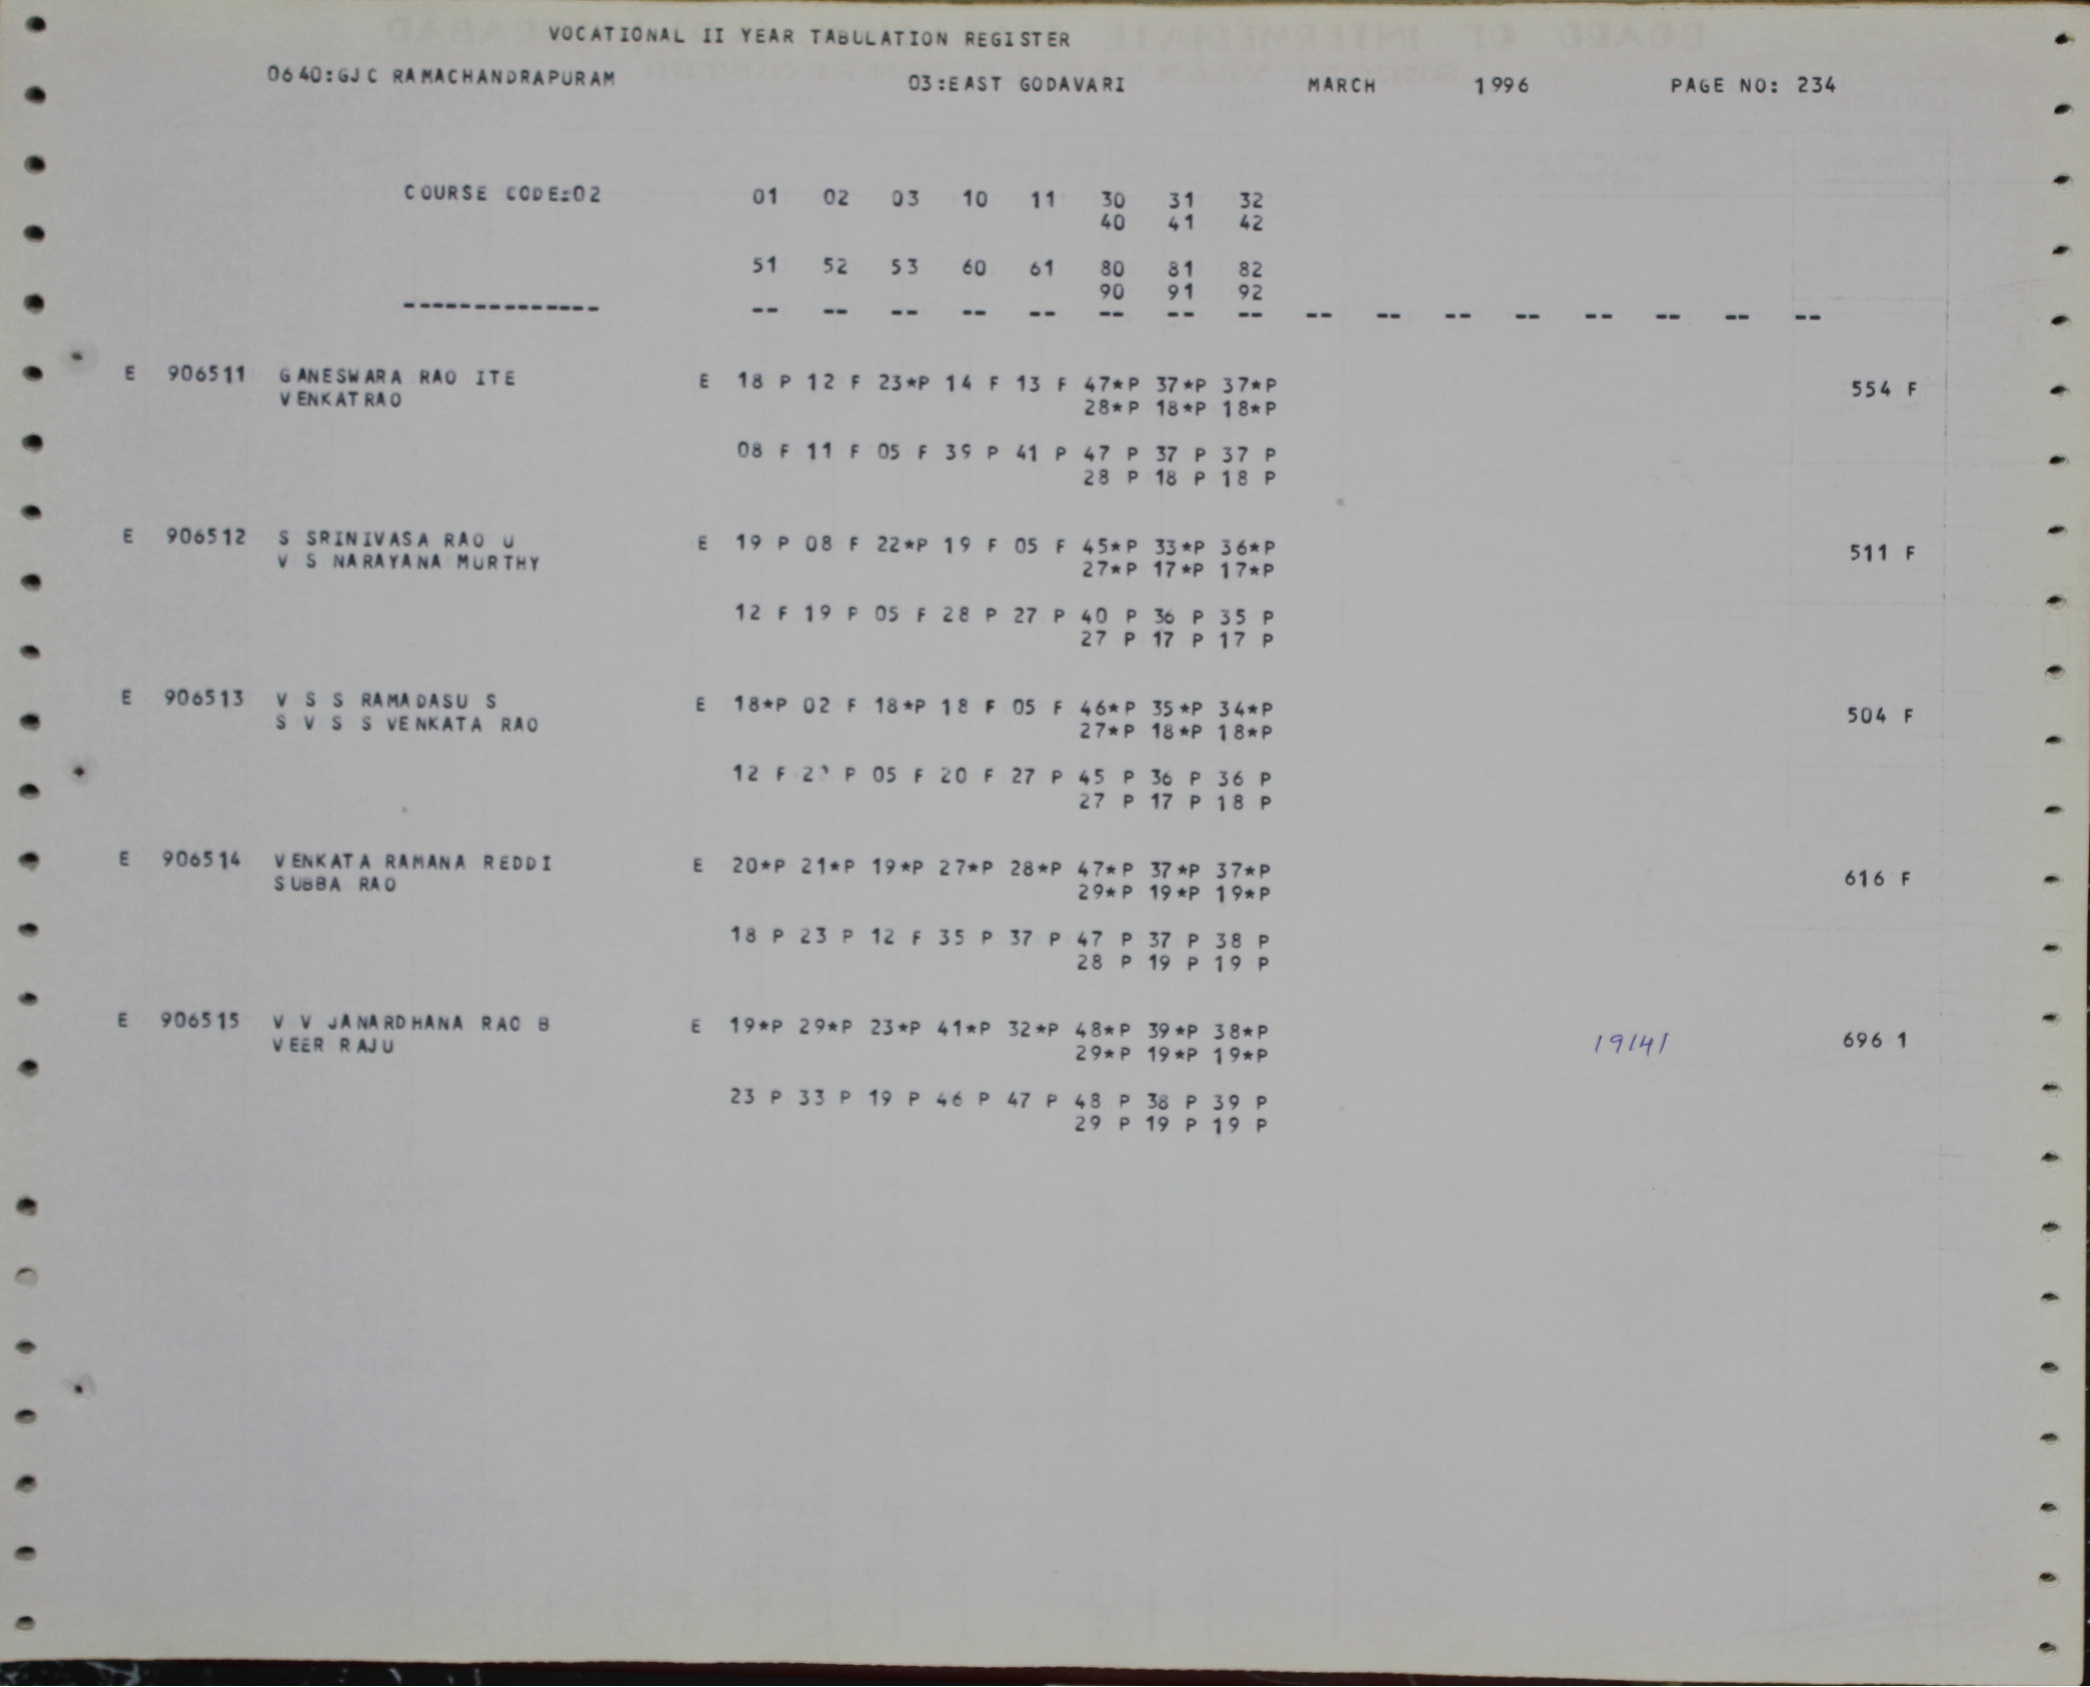 VOCATIONAL II YEAR TABULATION REGISTER
0640:GJC RAMACHANDRAPURAM 03:EAST GODAVARI MARCH 1996 PAGE NO: 234
COURSE CODE:02 01 02 03 10 11 30 31 32
40 41 42
51 52 53 60 61 80 81 82
90 91 92
-------------- -- -- -- -- -- -- -- -- -- -- -- -- -- -- -- --
E 906511 GANESWARA RAO ITE E 18 P 12 F 23*P 14 F 13 F 47*P 37*P 37*P 554 F
VENKATRAO 28*P 18*P 18*P
08 F 11 F 05 F 39 P 41 P 47 P 37 P 37 P
28 P 18 P 18 P
E 906512 S SRINIVASA RAO U E 19 P 08 F 22*P 19 F 05 F 45*P 33*P 36*P 511 F
V S NARAYANA MURTHY 27*P 17*P 17*P
12 F 19 P 05 F 28 P 27 P 40 P 36 P 35 P
27 P 17 P 17 P
E 906513 V S S RAMADASU S E 18*P 02 F 18*P 18 F 05 F 46*P 35*P 34*P 504 F
S V S S VENKATA RAO 27*P 18*P 18*P
12 F P 05 F 20 F 27 P 45 P 36 P 36 P
27 P 17 P 18 P
E 906514 VENKATA RAMANA REDDI E 20*P 21*P 19*P 27*P 28*P 47*P 37*P 37*P 616 F
SUBBA RAO 29*P 19*P 19*P
18 P 23 P 12 F 35 P 37 P 47 P 37 P 38 P
28 P 19 P 19 P
E 906515 V V JANARDHANA RAO B E 19*P 29*P 23*P 41*P 32*P 48*P 39*P 38*P 696 1
VEER RAJU 29*P 19*P 19*P
23 P 33 P 19 P 46 P 47 P 48 P 38 P 39 P
29 P 19 P 19 P